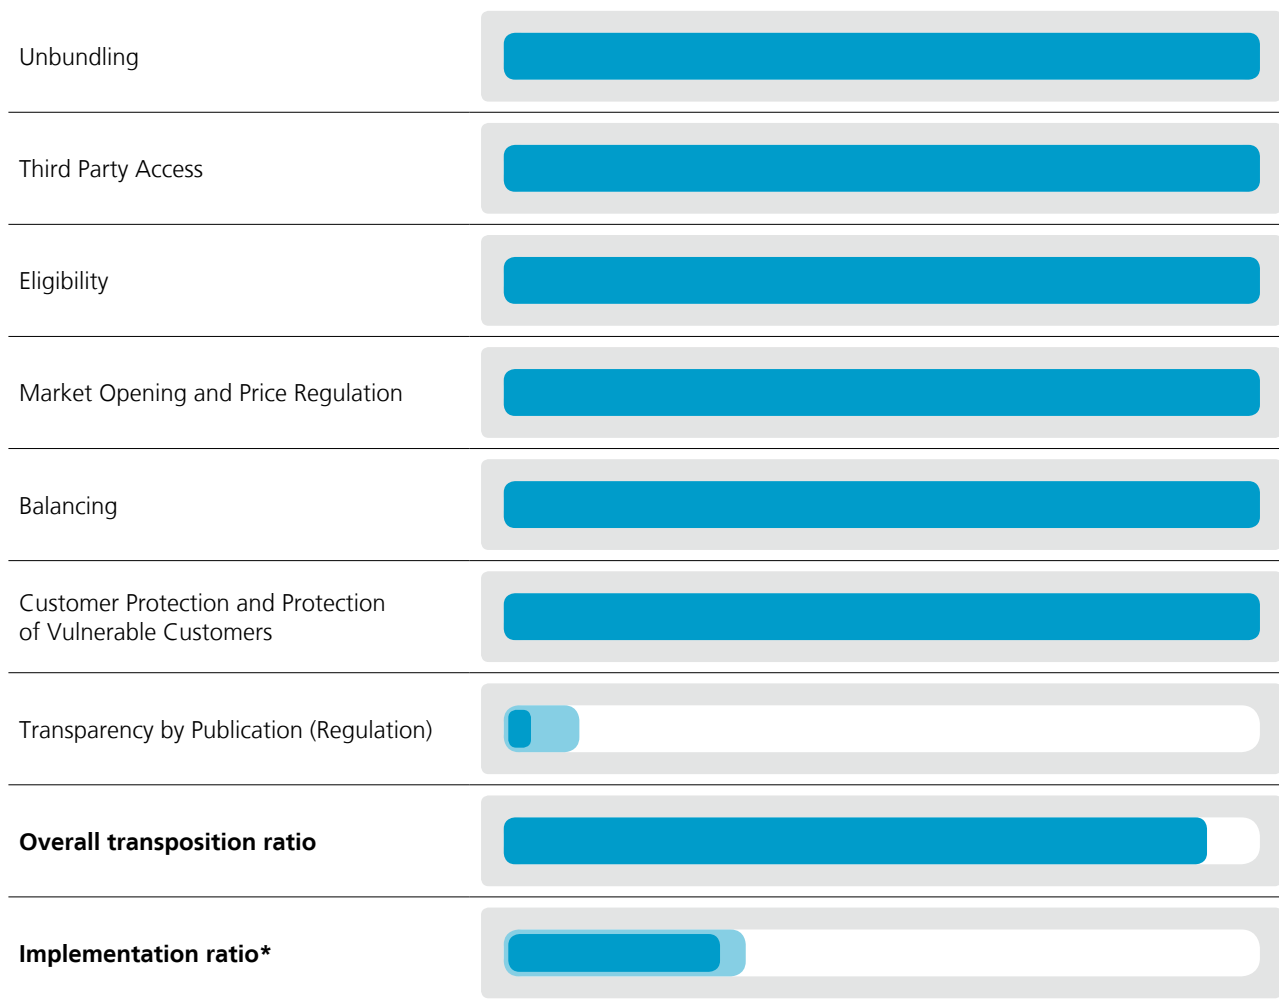 Unbundling
Third Party Access
Eligibility
Market Opening and Price Regulation
Balancing
Customer Protection and Protection
of Vulnerable Customers
Transparency by Publication (Regulation)
Overall transposition ratio
Implementation ratio*